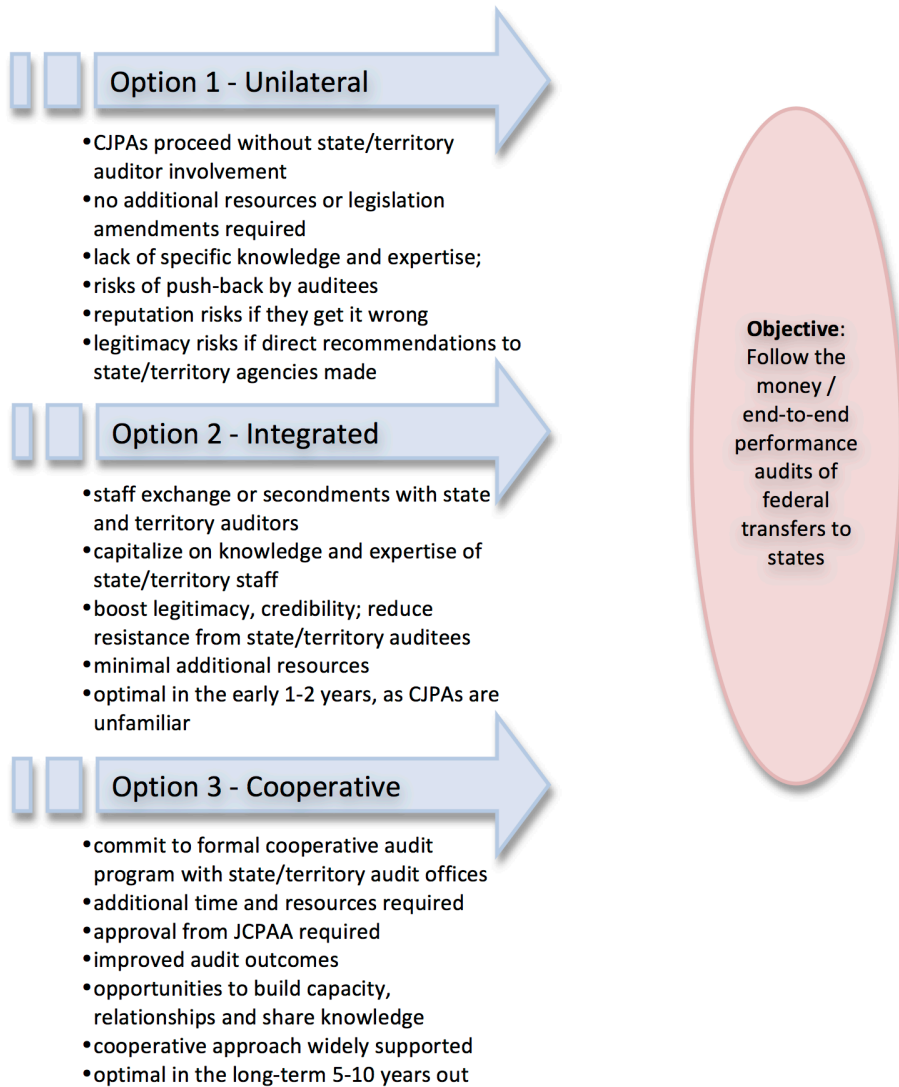 Option 1 - Unilateral
•CJPAs proceed without state/territory
auditor involvement
•no additional resources or legislation
amendments required
•lack of specific knowledge and expertise;
•risks of push-back by auditees
•reputation risks if they get it wrong
•legitimacy risks if direct recommendations to
state/territory agencies made
Option 2 - Integrated
•staff exchange or secondments with state
and territory auditors
•capitalize on knowledge and expertise of
state/territory staff
•boost legitimacy, credibility; reduce
resistance from state/territory auditees
•minimal additional resources
•optimal in the early 1-2 years, as CJPAs are
unfamiliar
Option 3 - Cooperative
•commit to formal cooperative audit
program with state/territory audit offices
•additional time and resources required
•approval from JCPAA required
•improved audit outcomes
•opportunities to build capacity,
relationships and share knowledge
•cooperative approach widely supported
•optimal in the long-term 5-10 years out
Objective:
Follow the
money /
end-to-end
performance
audits of
federal
transfers to
states